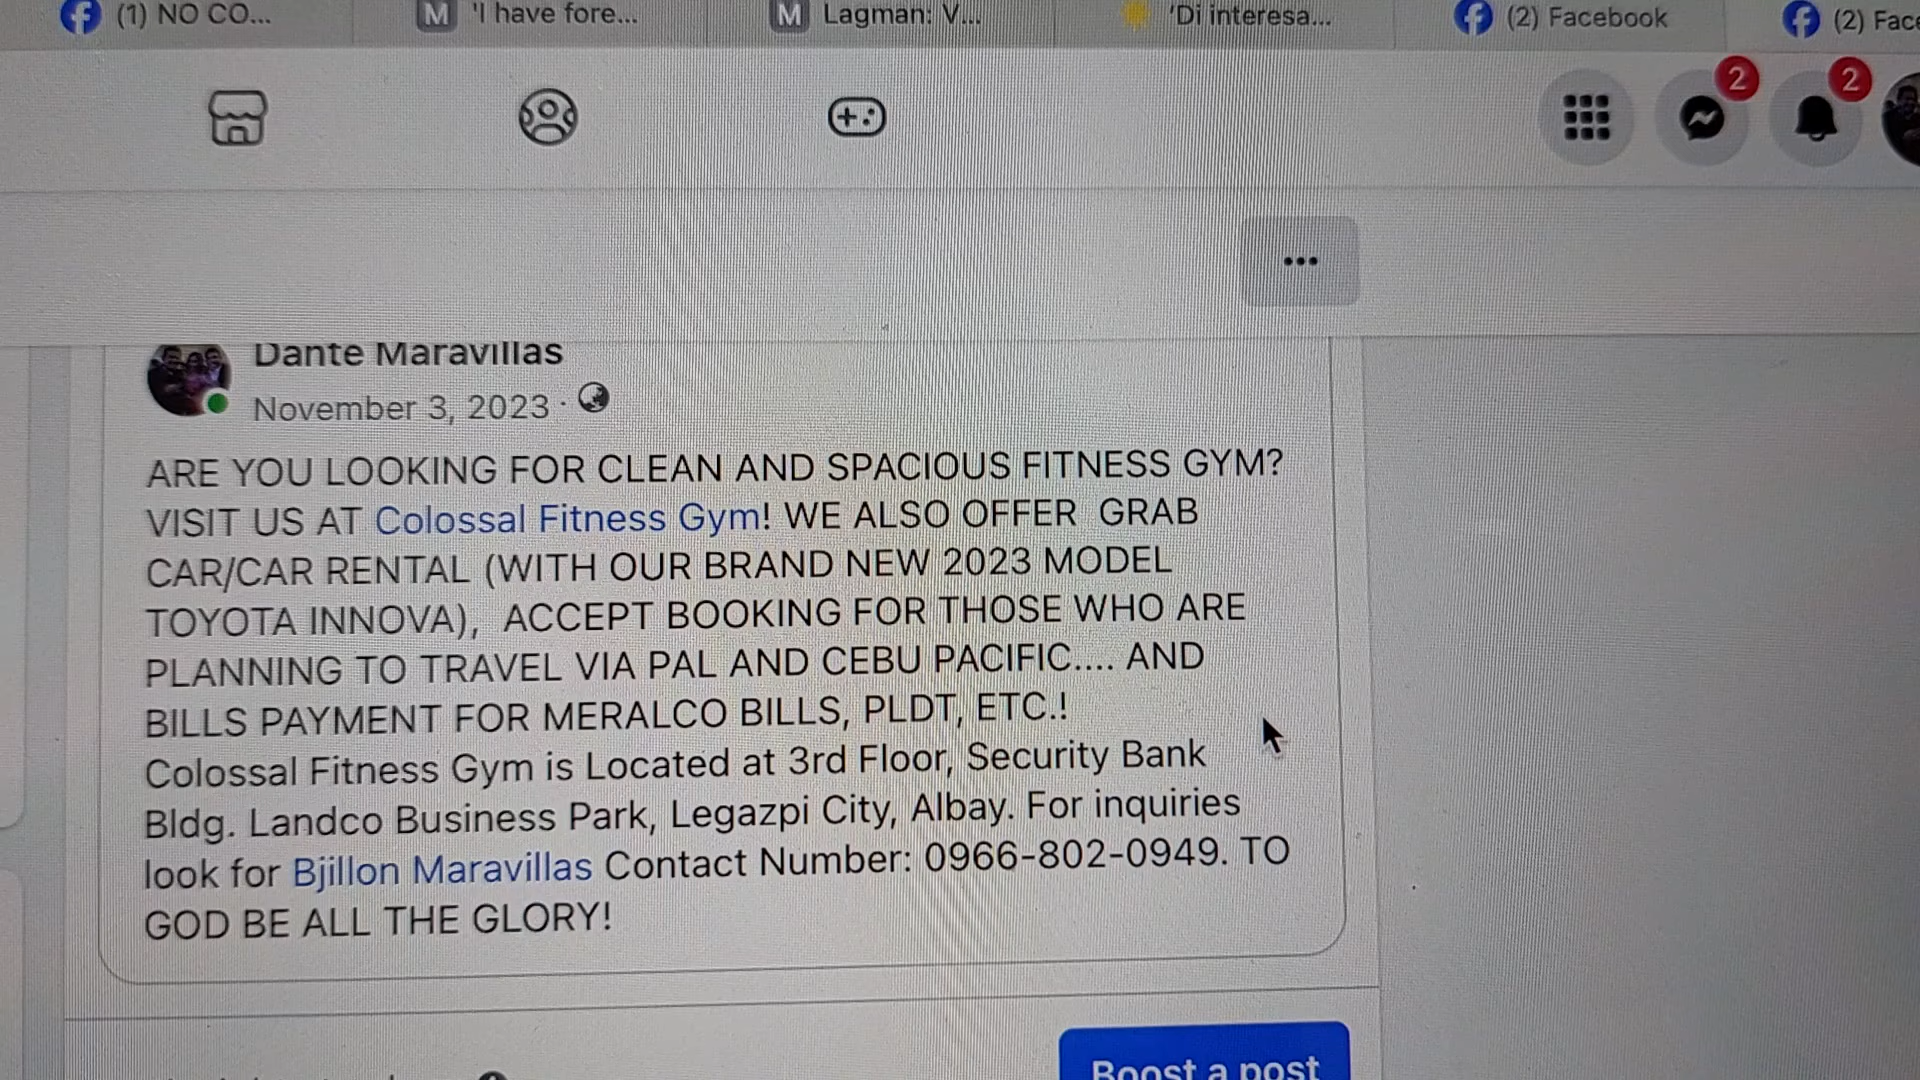 (1) NO CO...
M 'I have fore...
M Lagman: V...
'Di interesa...
(2) Facebook
(2) Face
2
2
Dante Maravillas
November 3, 2023 ·
ARE YOU LOOKING FOR CLEAN AND SPACIOUS FITNESS GYM?
VISIT US AT Colossal Fitness Gym! WE ALSO OFFER GRAB
CAR/CAR RENTAL (WITH OUR BRAND NEW 2023 MODEL
TOYOTA INNOVA), ACCEPT BOOKING FOR THOSE WHO ARE
PLANNING TO TRAVEL VIA PAL AND CEBU PACIFIC.... AND
BILLS PAYMENT FOR MERALCO BILLS, PLDT, ETC.!
Colossal Fitness Gym is Located at 3rd Floor, Security Bank
Bldg. Landco Business Park, Legazpi City, Albay. For inquiries
look for Bjillon Maravillas Contact Number: 0966-802-0949. TO
GOD BE ALL THE GLORY!
Boost a post